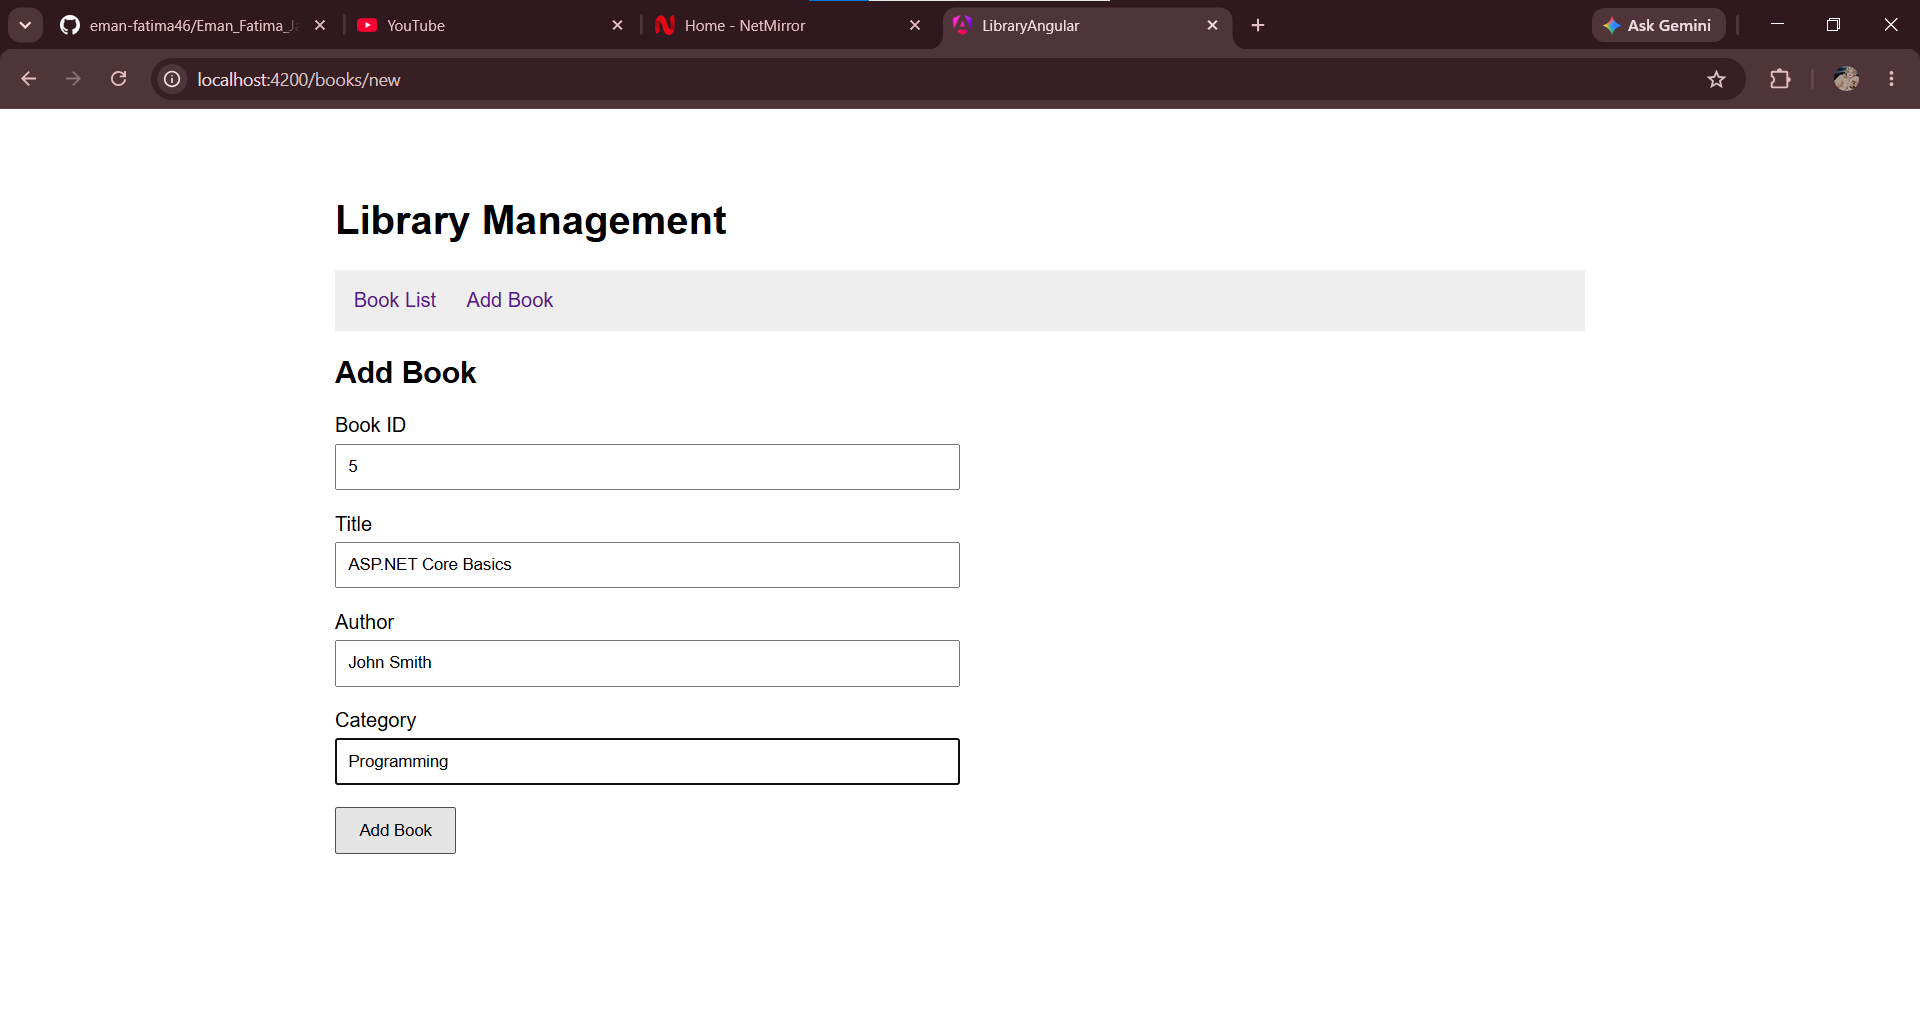 eman-fatima46/Eman_Fatima_J
YouTube
Home - NetMirror
LibraryAngular
Ask Gemini
localhost:4200/books/new
Library Management
Book List Add Book
Add Book
Book ID
5
Title
ASP.NET Core Basics
Author
John Smith
Category
Programming
Add Book